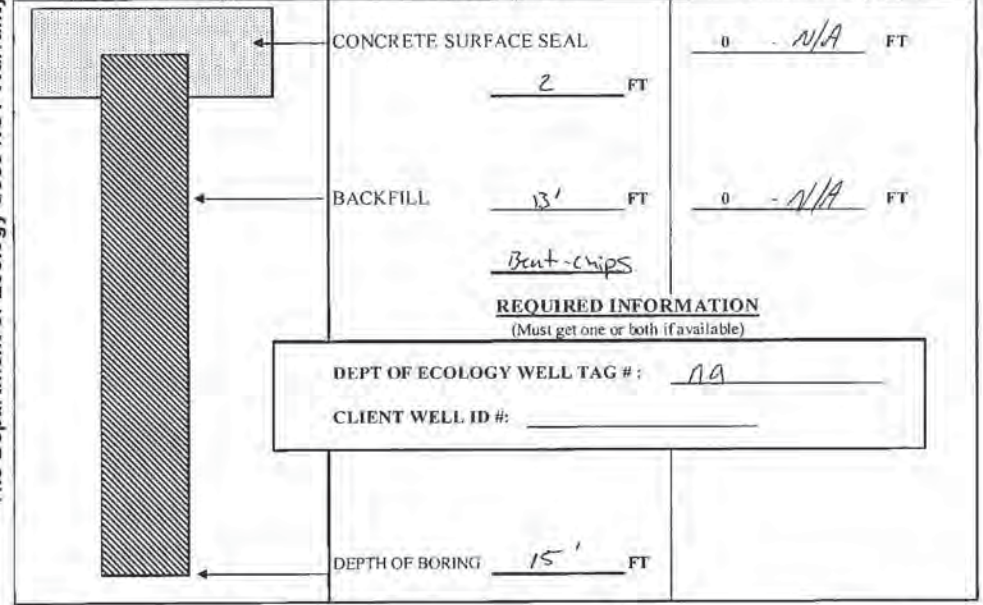 CONCRETE SURFACE SEAL 0 - N/A FT
2 FT
BACKFILL 13' FT 0 - N/A FT
Bent-chips
REQUIRED INFORMATION
(Must get one or both if available)
DEPT OF ECOLOGY WELL TAG # : na
CLIENT WELL ID #:
DEPTH OF BORING 15' FT